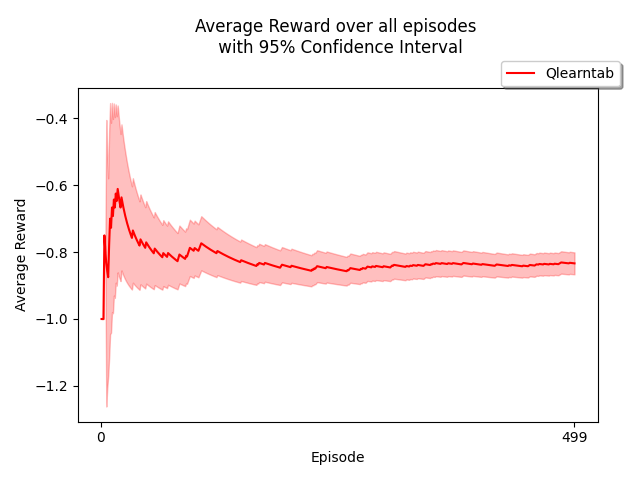 Average Reward over all episodes
with 95% Confidence Interval
Qlearntab
−0.4
−0.6
−0.8
−1.0
−1.2
Average Reward
0
499
Episode